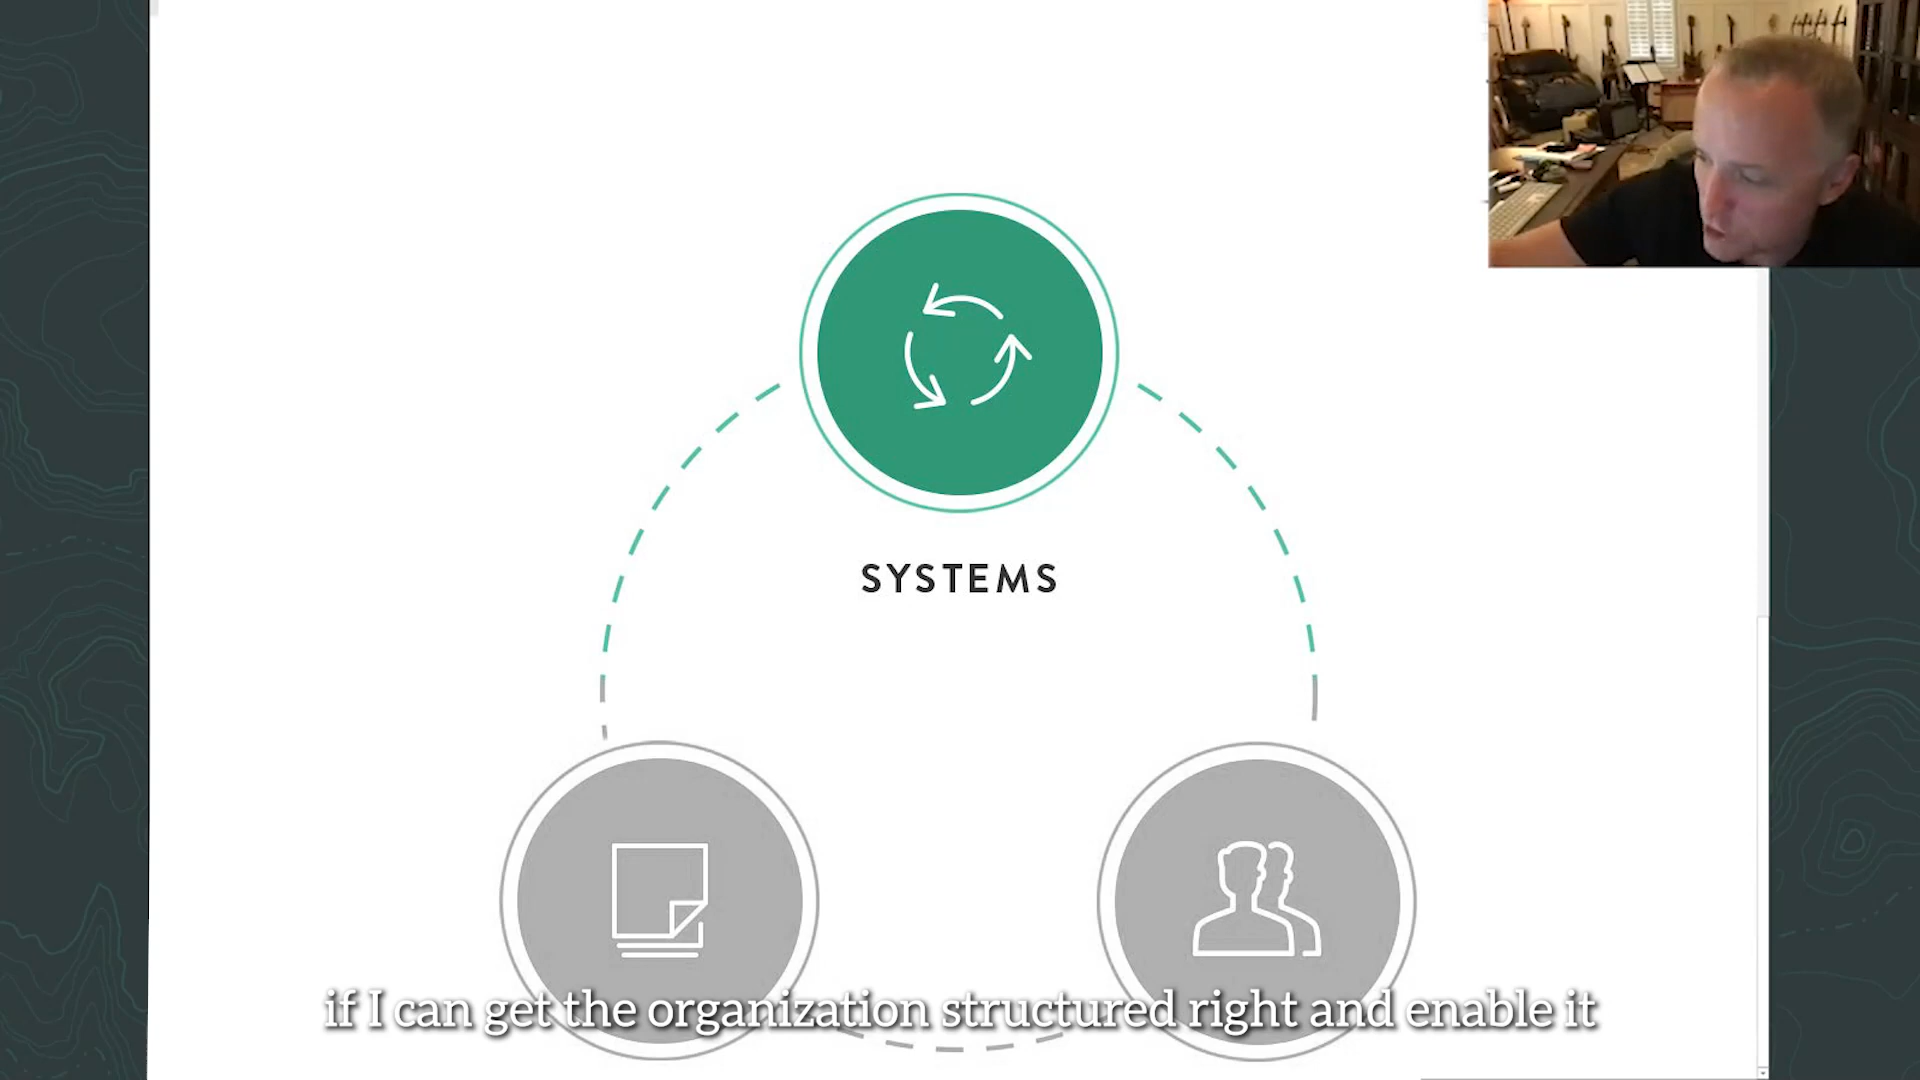 SYSTEMS
if I can get the organization structured right and enable it